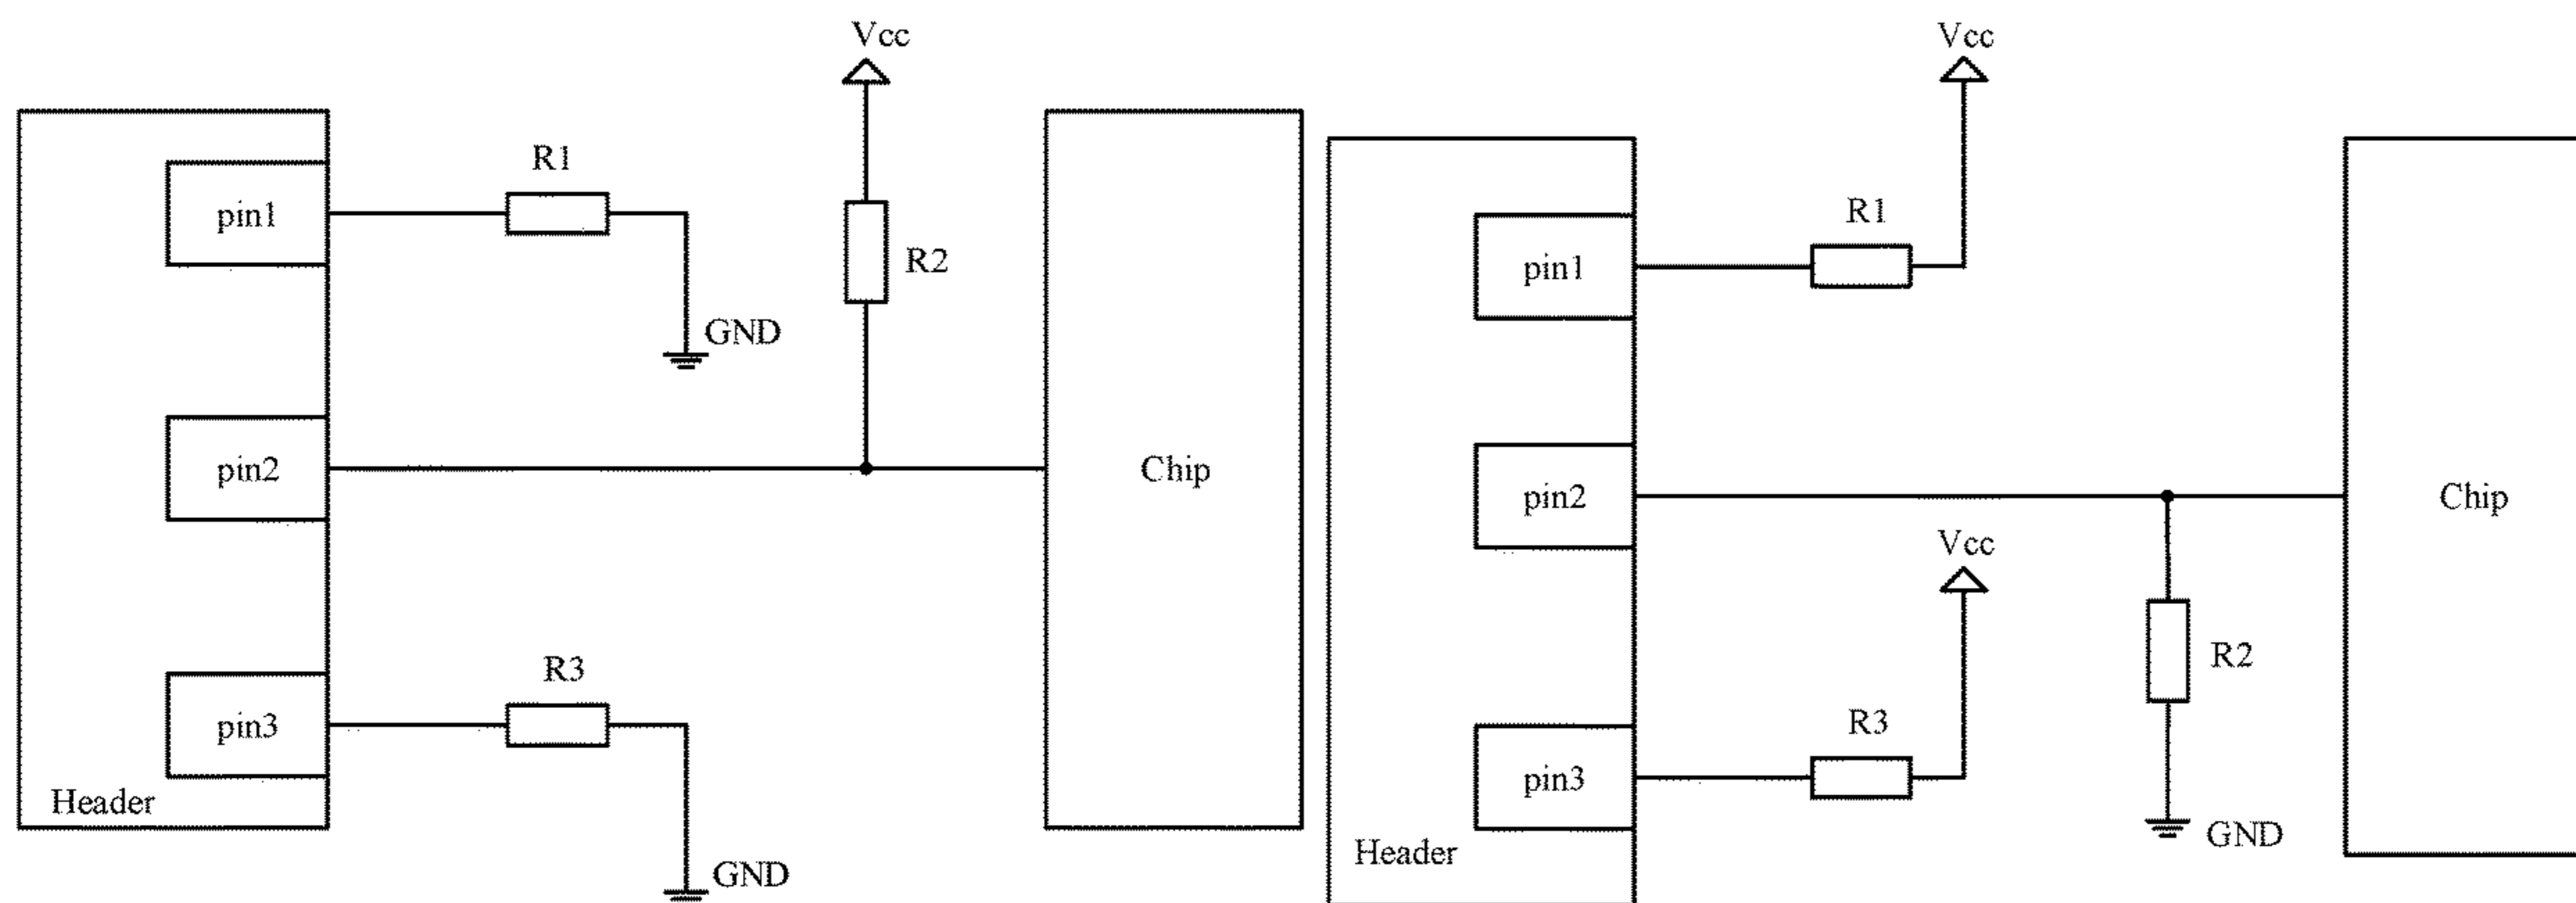 Vcc
R1
pin1
R2
GND
pin2
Chip
R3
pin3
Header
GND
Vcc
R1
pin1
pin2
Chip
Vcc
R2
R3
pin3
GND
Header